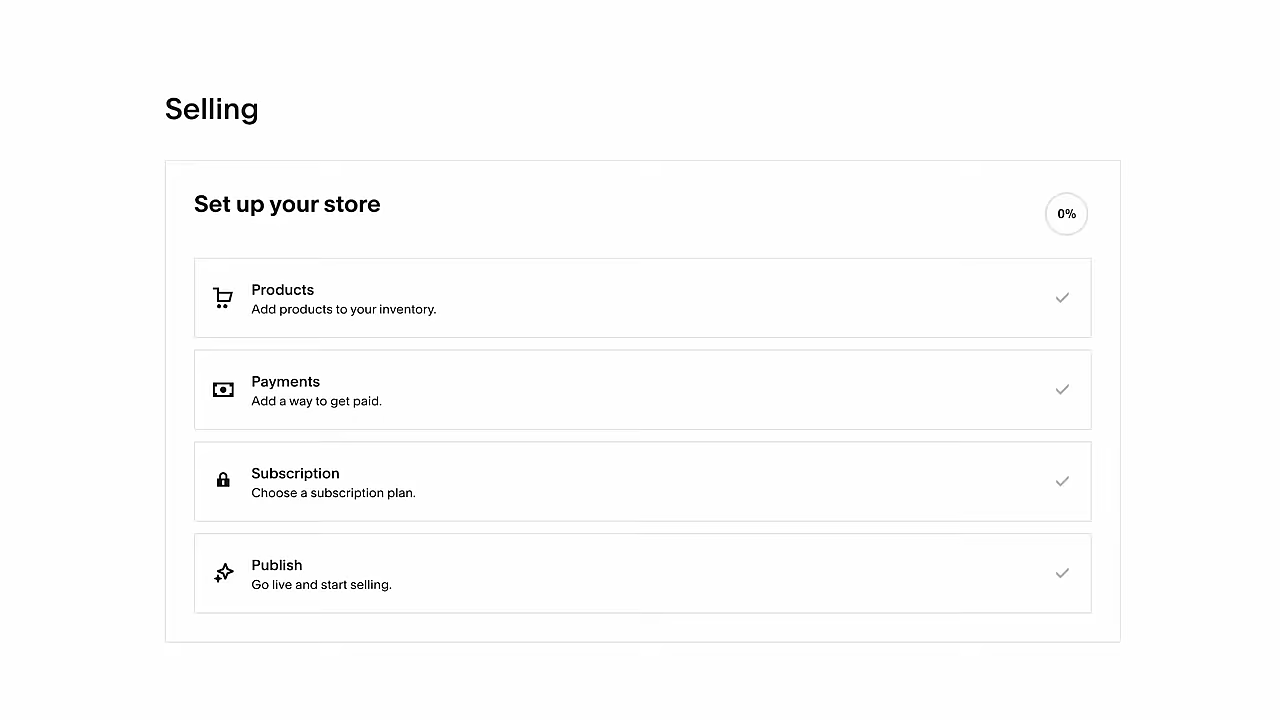 Selling
Set up your store
0%
Products
Add products to your inventory.
Payments
Add a way to get paid.
Subscription
Choose a subscription plan.
Publish
Go live and start selling.